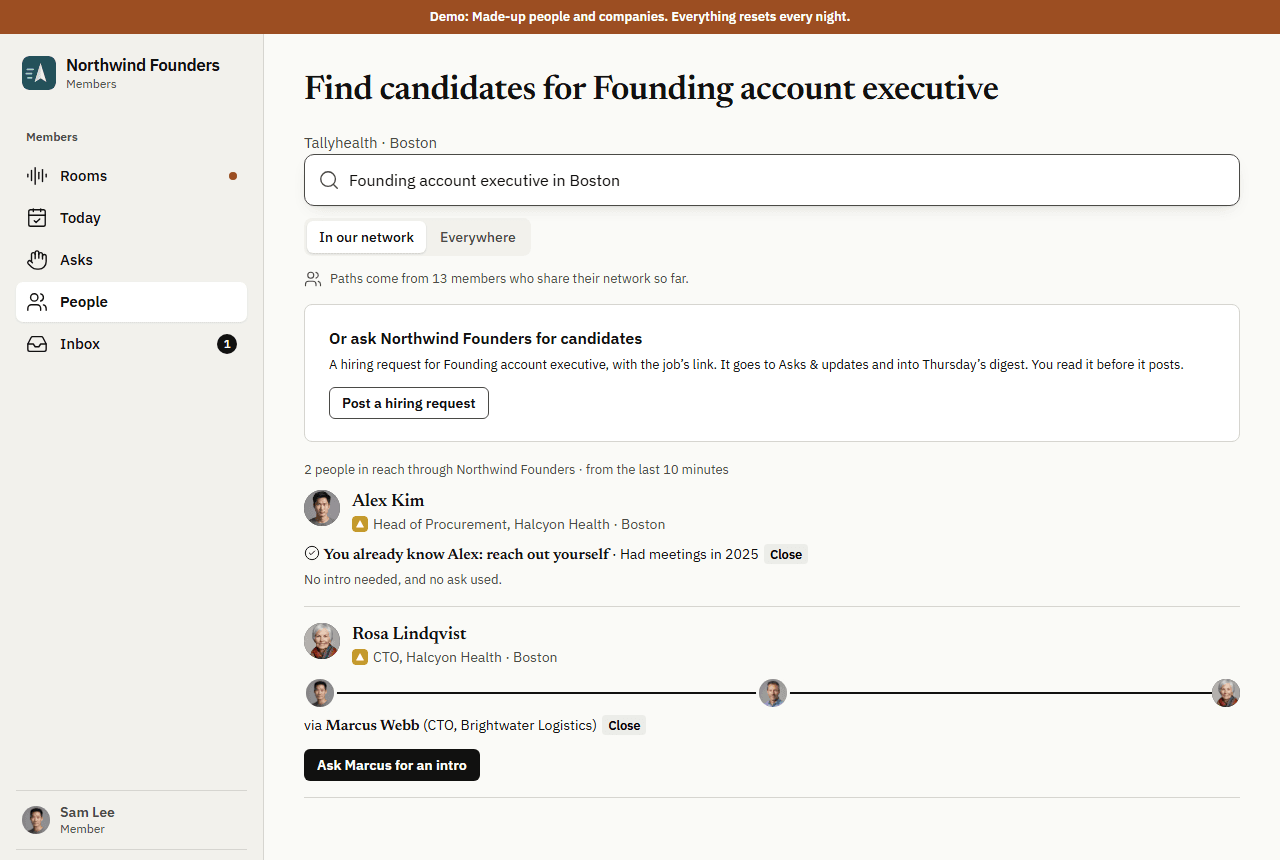 Demo: Made-up people and companies. Everything resets every night.
Northwind Founders
Members
Members
Rooms
Today
Asks
People
Inbox
1
Sam Lee
Member
Find candidates for Founding account executive
Tallyhealth · Boston
Founding account executive in Boston
In our network
Everywhere
Paths come from 13 members who share their network so far.
Or ask Northwind Founders for candidates
A hiring request for Founding account executive, with the job’s link. It goes to Asks & updates and into Thursday’s digest. You read it before it posts.
Post a hiring request
2 people in reach through Northwind Founders · from the last 10 minutes
Alex Kim
Head of Procurement, Halcyon Health · Boston
You already know Alex: reach out yourself · Had meetings in 2025 Close
No intro needed, and no ask used.
Rosa Lindqvist
CTO, Halcyon Health · Boston
via Marcus Webb (CTO, Brightwater Logistics) Close
Ask Marcus for an intro